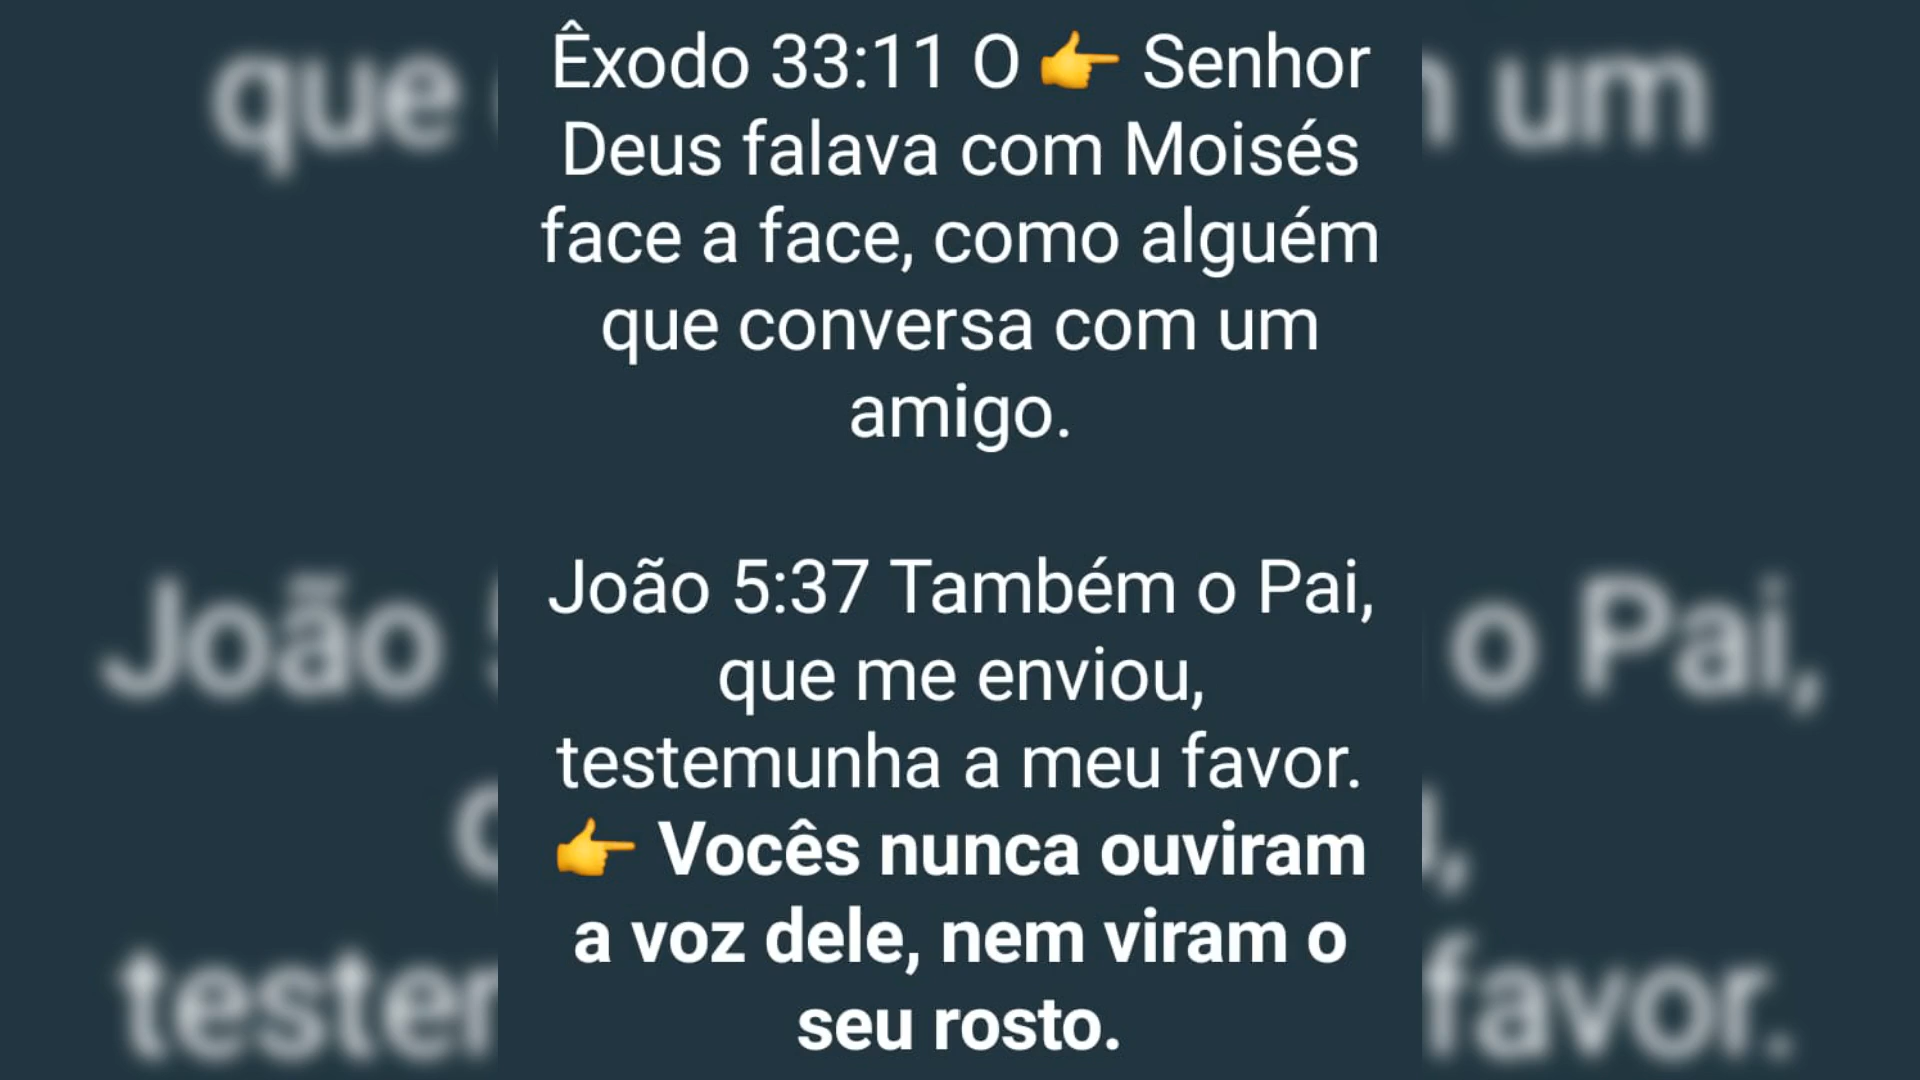 Êxodo 33:11 O 👉 Senhor
Deus falava com Moisés
face a face, como alguém
que conversa com um
amigo.
João 5:37 Também o Pai,
que me enviou,
testemunha a meu favor.
👉 Vocês nunca ouviram
a voz dele, nem viram o
seu rosto.